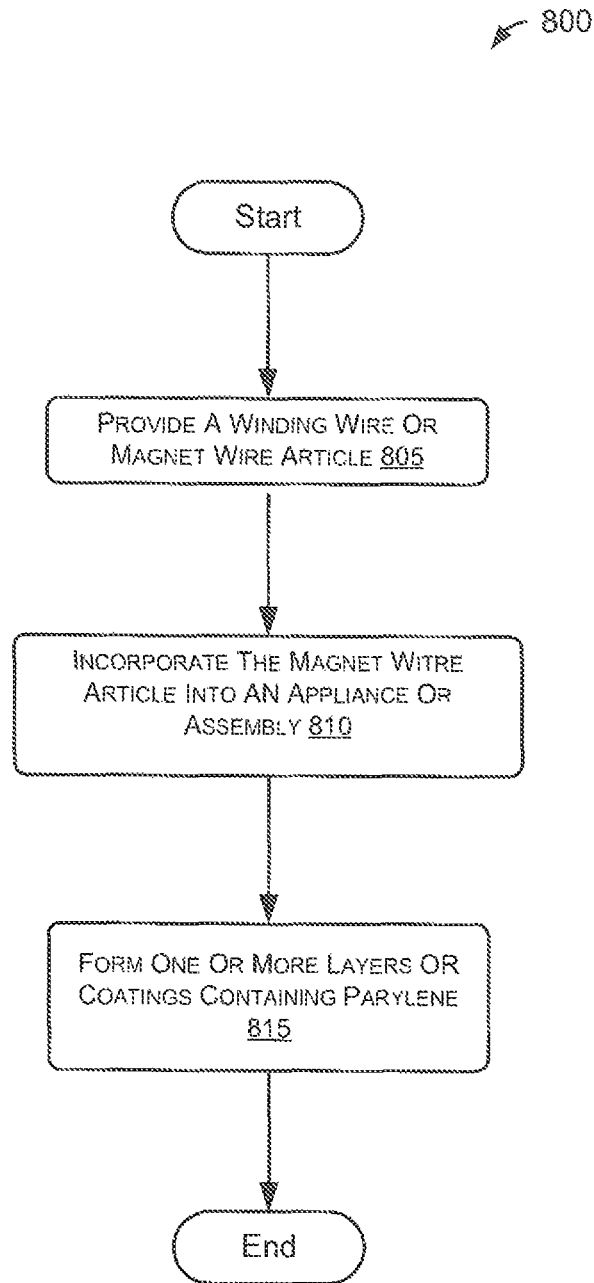 800
Start
PROVIDE A WINDING WIRE OR
MAGNET WIRE ARTICLE 805
INCORPORATE THE MAGNET WITRE
ARTICLE INTO AN APPLIANCE OR
ASSEMBLY 810
FORM ONE OR MORE LAYERS OR
COATINGS CONTAINING PARYLENE
815
End